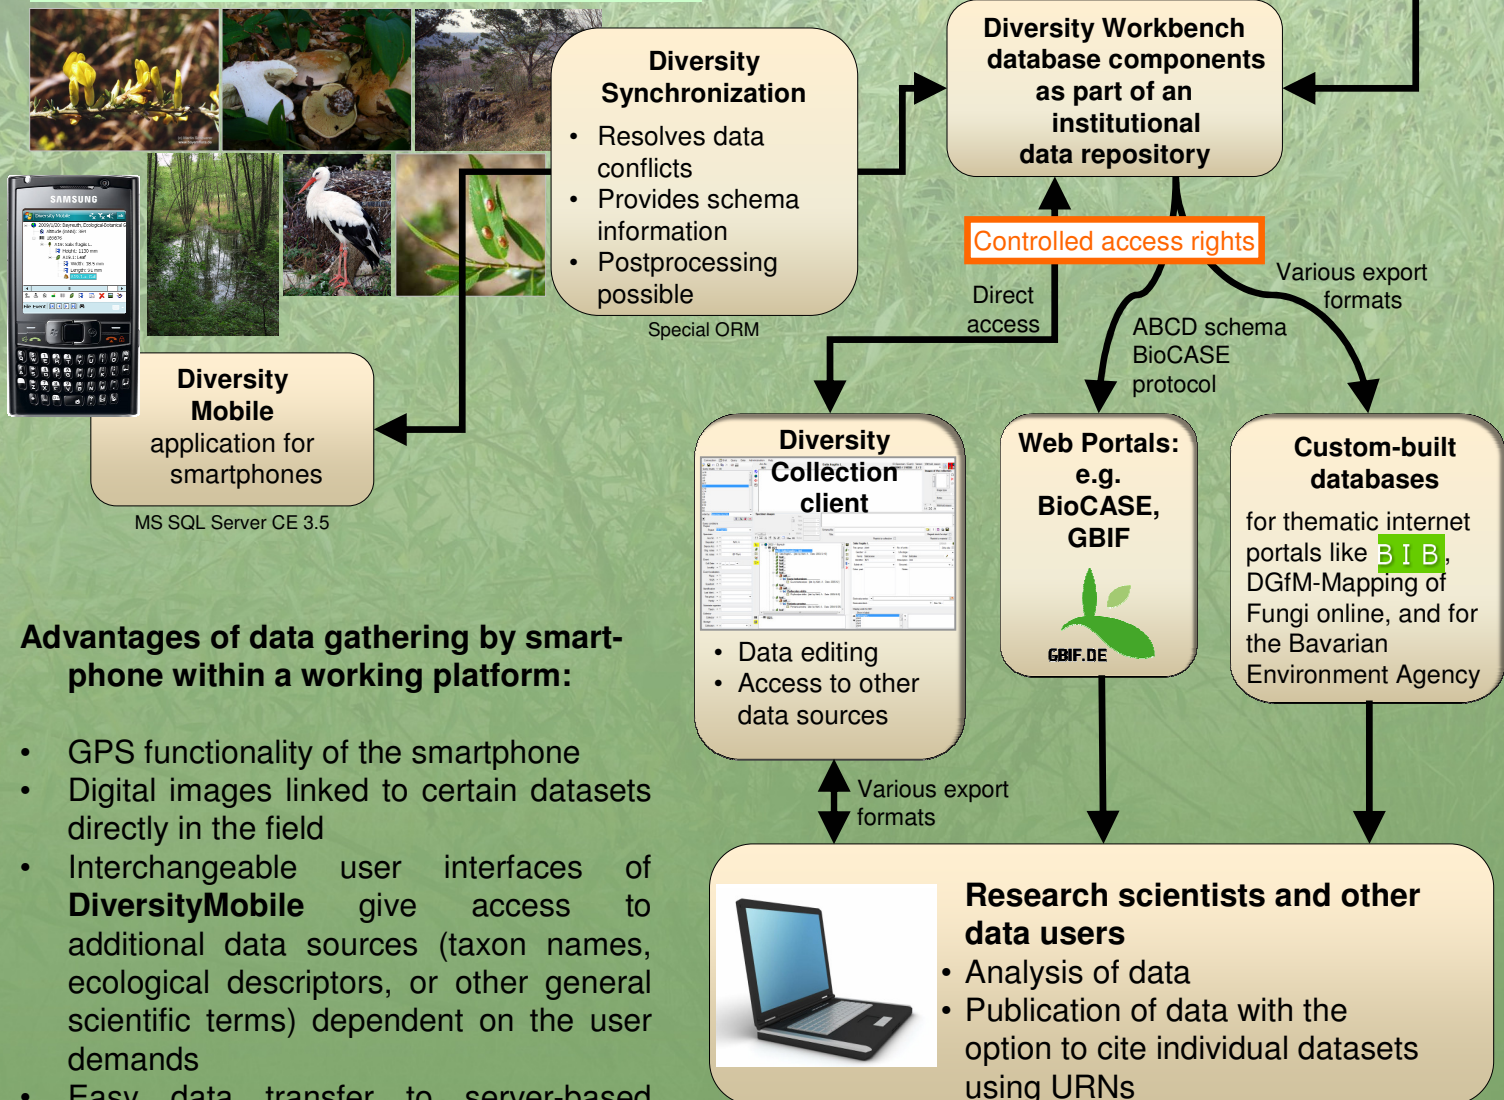 Diversity
Synchronization
• Resolves data
conflicts
• Provides schema
information
• Postprocessing
possible
Special ORM
Diversity Workbench
database components
as part of an
institutional
data repository
Controlled access rights
Direct
access
ABCD schema
BioCASE
protocol
Various export
formats
SAMSUNG
Diversity
Mobile
application for
smartphones
MS SQL Server CE 3.5
Diversity
Collection
client
• Data editing
• Access to other
data sources
Web Portals:
e.g.
BioCASE,
GBIF
GBIF.DE
Custom-built
databases
for thematic internet
portals like BIB,
DGfM-Mapping of
Fungi online, and for
the Bavarian
Environment Agency
Various export
formats
Advantages of data gathering by smart-
phone within a working platform:
• GPS functionality of the smartphone
• Digital images linked to certain datasets
directly in the field
• Interchangeable user interfaces of
DiversityMobile give access to
additional data sources (taxon names,
ecological descriptors, or other general
scientific terms) dependent on the user
demands
• Easy data transfer to server-based
Research scientists and other
data users
• Analysis of data
• Publication of data with the
option to cite individual datasets
using URNs